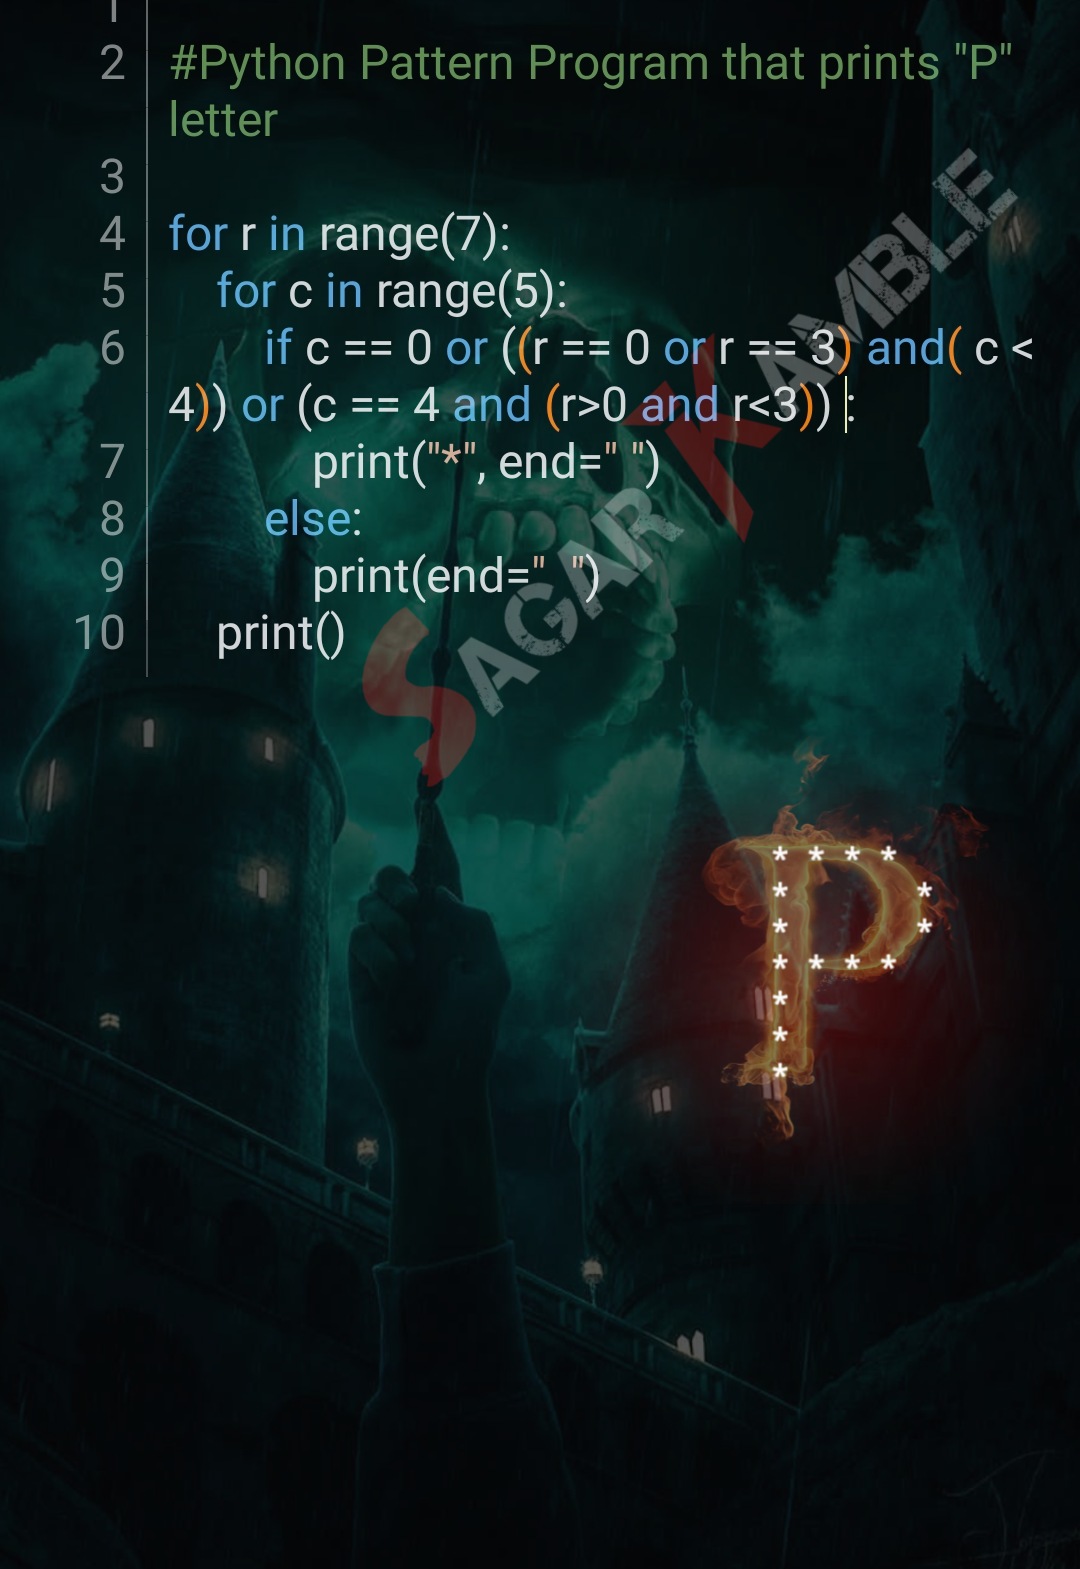 1
2 #Python Pattern Program that prints "P"
letter
3
4 for r in range(7):
5     for c in range(5):
6         if c == 0 or ((r == 0 or r == 3) and( c <
4)) or (c == 4 and (r>0 and r<3)) :
7             print("*", end=" ")
8         else:
9             print(end="  ")
10     print()
SAGAR KAMBLE
* * * *
*       *
*       *
* * * *
*
*
*
P